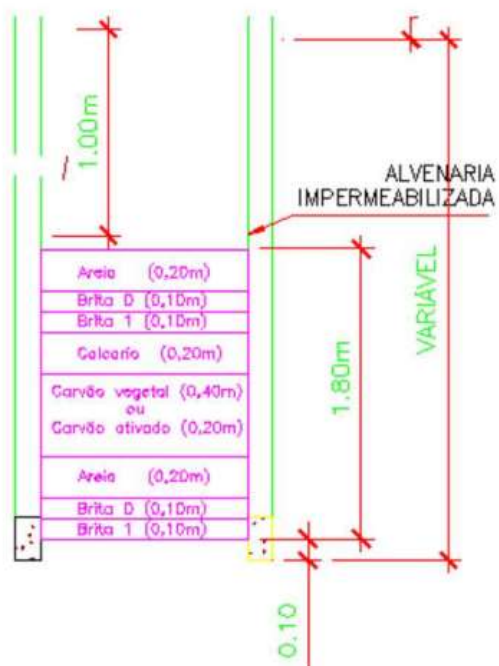 1.00m
ALVENARIA
IMPERMEABILIZADA
Areia (0,20m)
Brita 0 (0,10m)
Brita 1 (0,10m)
Calcario (0,20m)
Carvão vegetal (0,40m)
ou
Carvão ativado (0,20m)
Areia (0,20m)
Brita 0 (0,10m)
Brita 1 (0,10m)
1.80m
VARIÁVEL
0.10